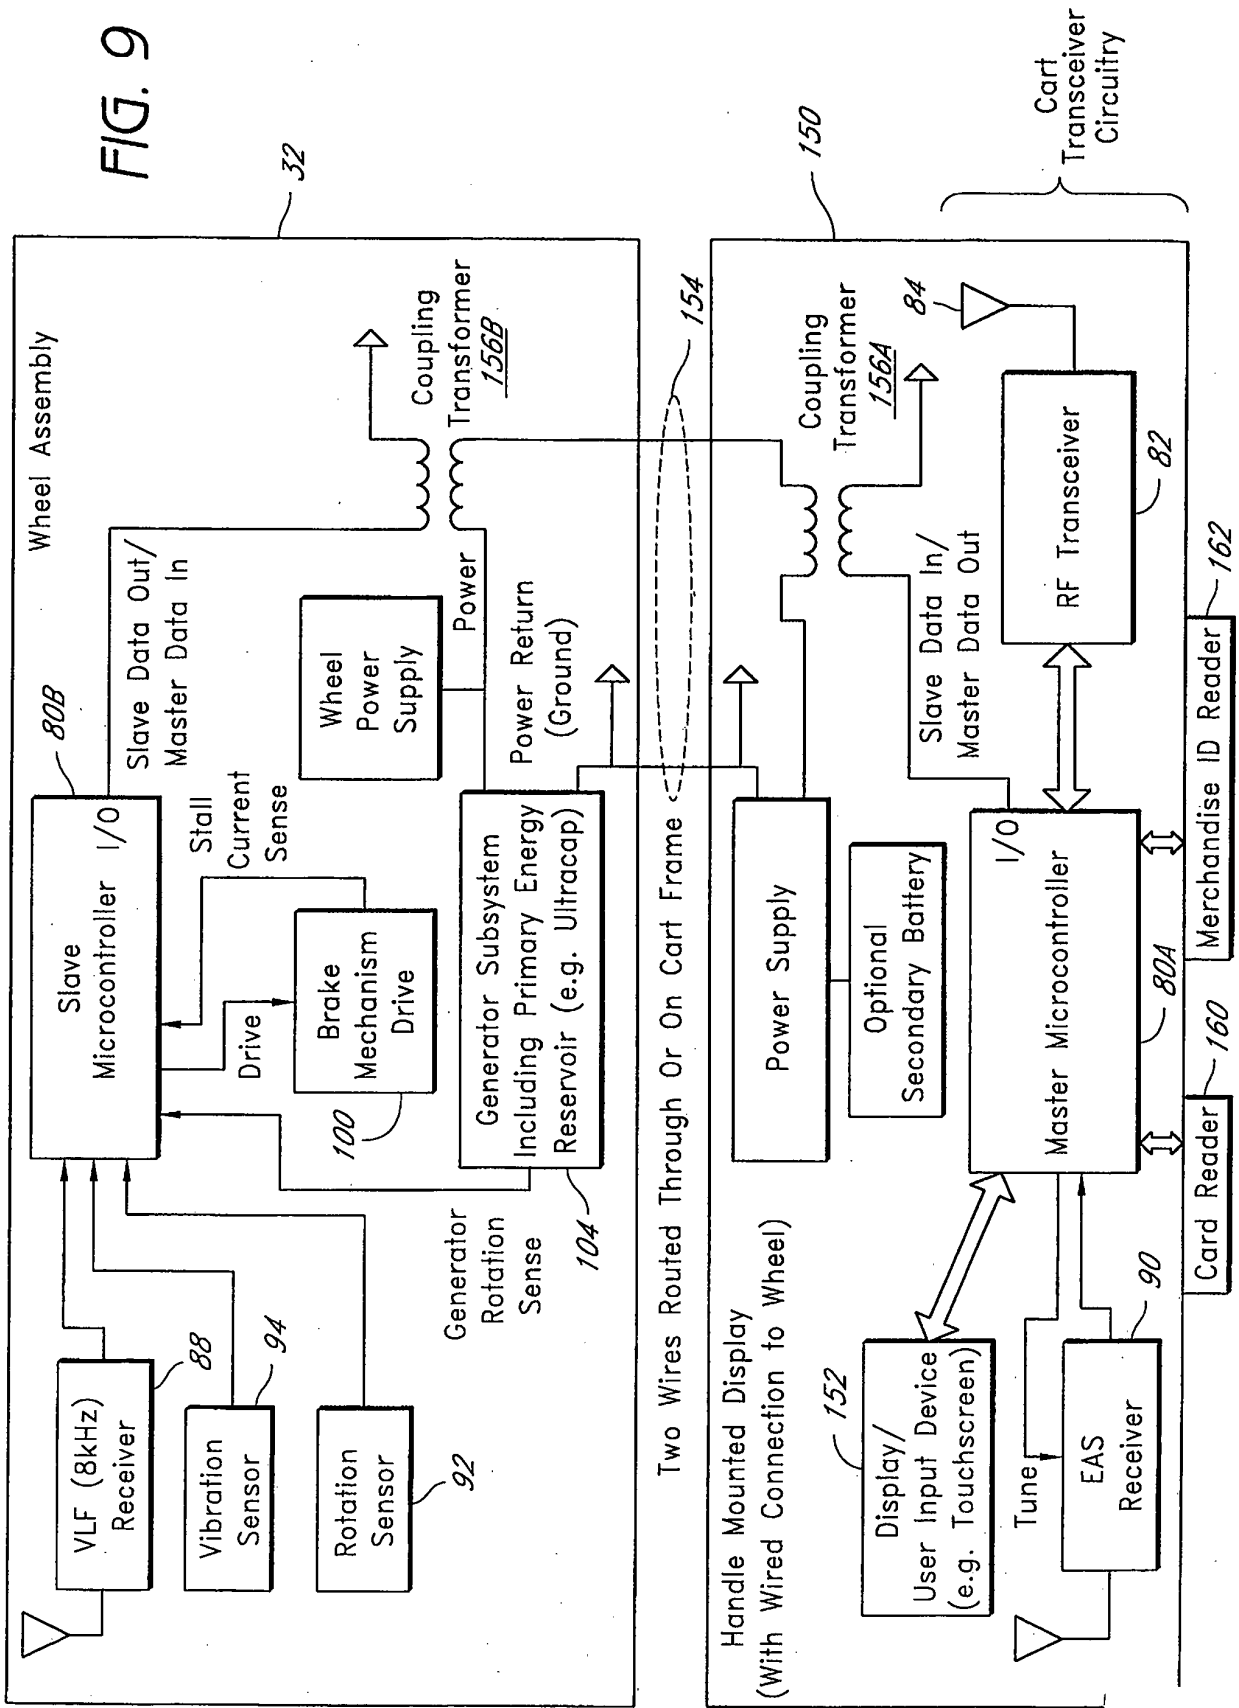 FIG. 9
Wheel Assembly
32
VLF (8kHz)
Receiver
88
Vibration
Sensor
94
Rotation
Sensor
92
Slave
Microcontroller
I/O
80B
Slave Data Out/
Master Data In
Stall
Current
Sense
Drive
Brake
Mechanism
Drive
100
Wheel
Power
Supply
Power
Coupling
Transformer
156B
Generator
Rotation
Sense
Generator Subsystem
Including Primary Energy
Reservoir (e.g. Ultracap)
104
Power Return
(Ground)
Two Wires Routed Through Or On Cart Frame
154
Handle Mounted Display
(With Wired Connection to Wheel)
150
Power Supply
Optional
Secondary Battery
Coupling
Transformer
156A
Slave Data In/
Master Data Out
84
RF Transceiver
82
Display/
User Input Device
(e.g. Touchscreen)
152
Master Microcontroller
I/O
80A
Tune
EAS
Receiver
90
Card Reader
160
Merchandise ID Reader
162
Cart
Transceiver
Circuitry